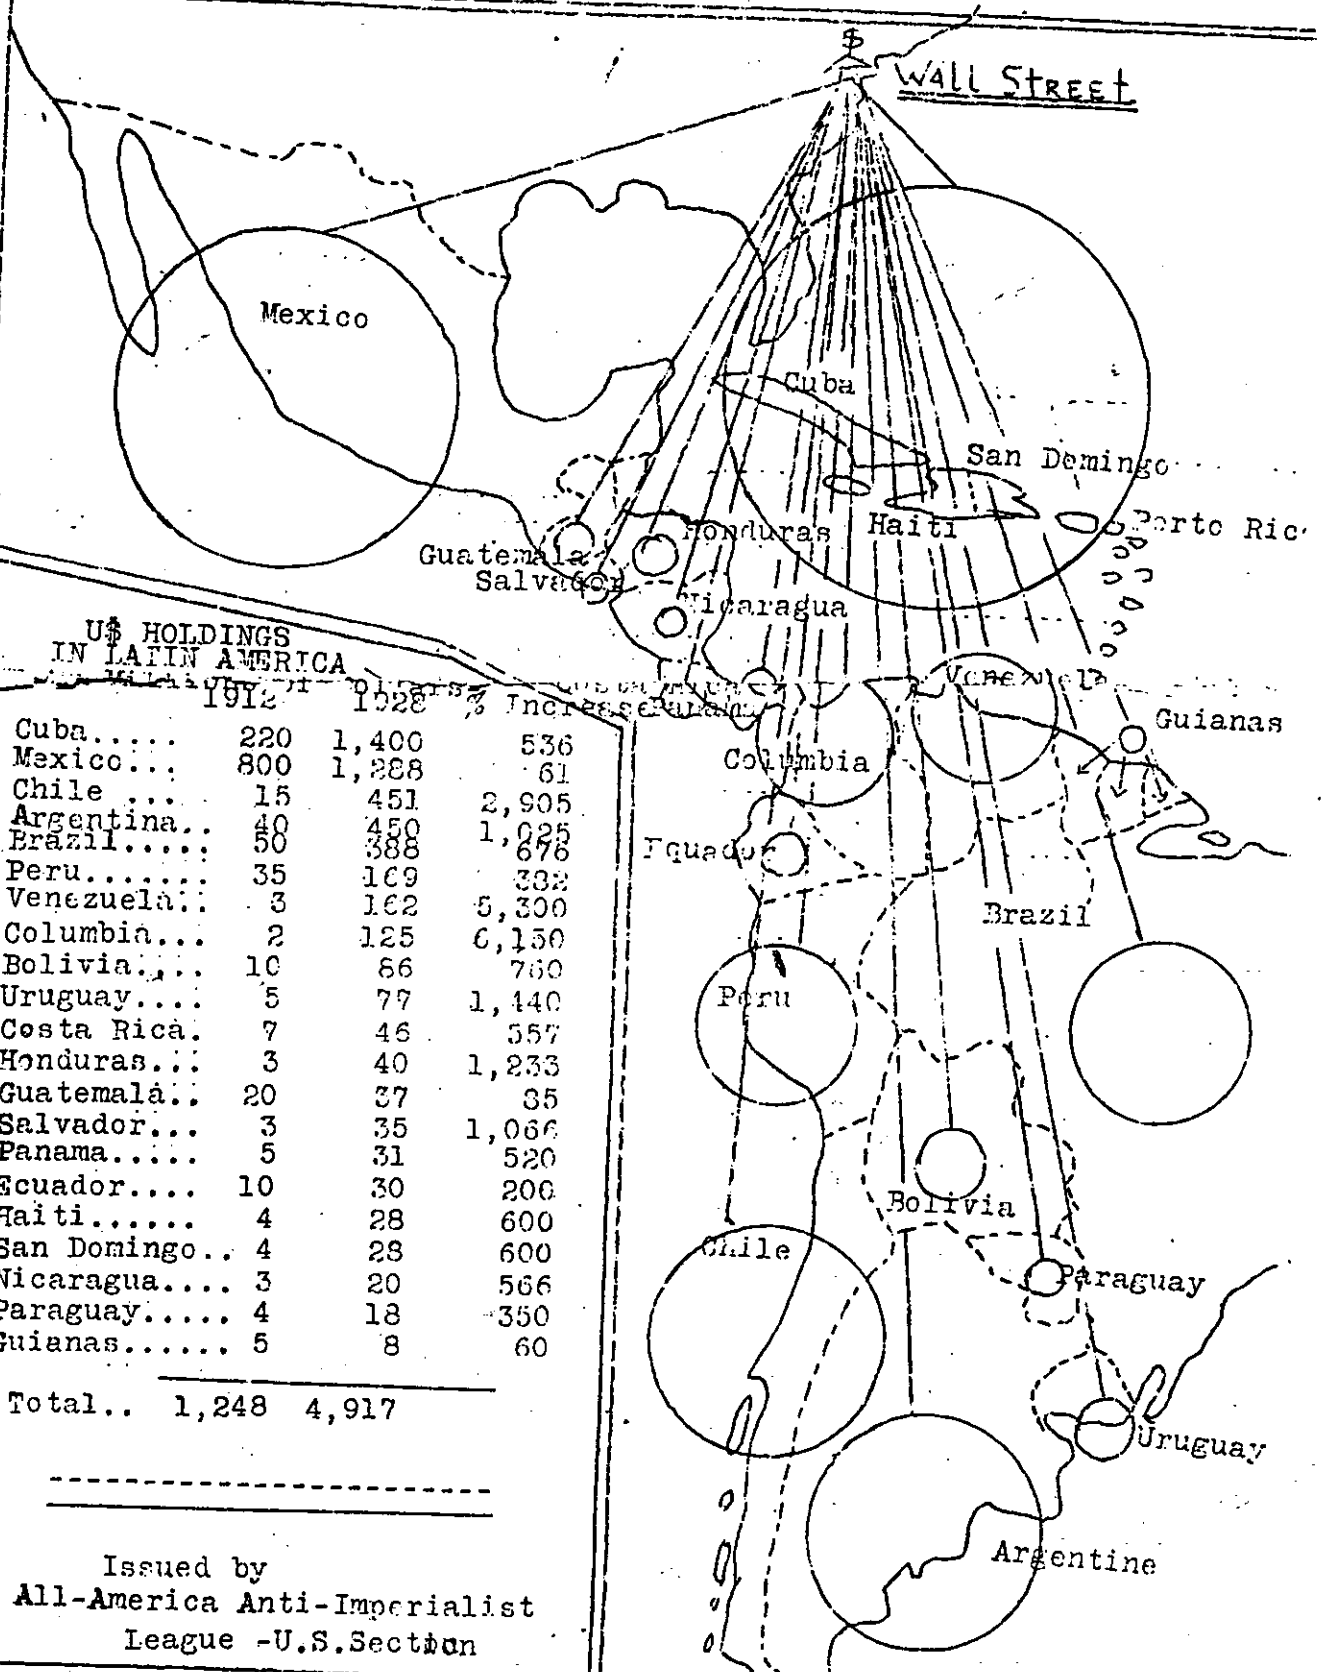 $
WALL STREET
Mexico
Cuba
San Domingo
Haiti
Porto Ric
Honduras
Guatemala
Salvador
Nicaragua
Venezuela
Guianas
Columbia
Equador
Brazil
Peru
Bolivia
Chile
Paraguay
Uruguay
Argentine
U$ HOLDINGS
IN LATIN AMERICA
1912 1928 % Increase Panama
Cuba..... 220 1,400 536
Mexico... 800 1,288 61
Chile ... 15 451 2,905
Argentina.. 40 450 1,025
Brazil..... 50 388 676
Peru....... 35 169 382
Venezuela.. 3 162 5,300
Columbia... 2 125 6,150
Bolivia.... 10 86 760
Uruguay.... 5 77 1,440
Costa Rica. 7 46 557
Honduras... 3 40 1,233
Guatemala.. 20 37 85
Salvador... 3 35 1,066
Panama..... 5 31 520
Ecuador.... 10 30 200
Haiti...... 4 28 600
San Domingo.. 4 28 600
Nicaragua.... 3 20 566
Paraguay..... 4 18 350
Guianas...... 5 8 60
Total.. 1,248 4,917
Issued by
All-America Anti-Imperialist
League -U.S.Section